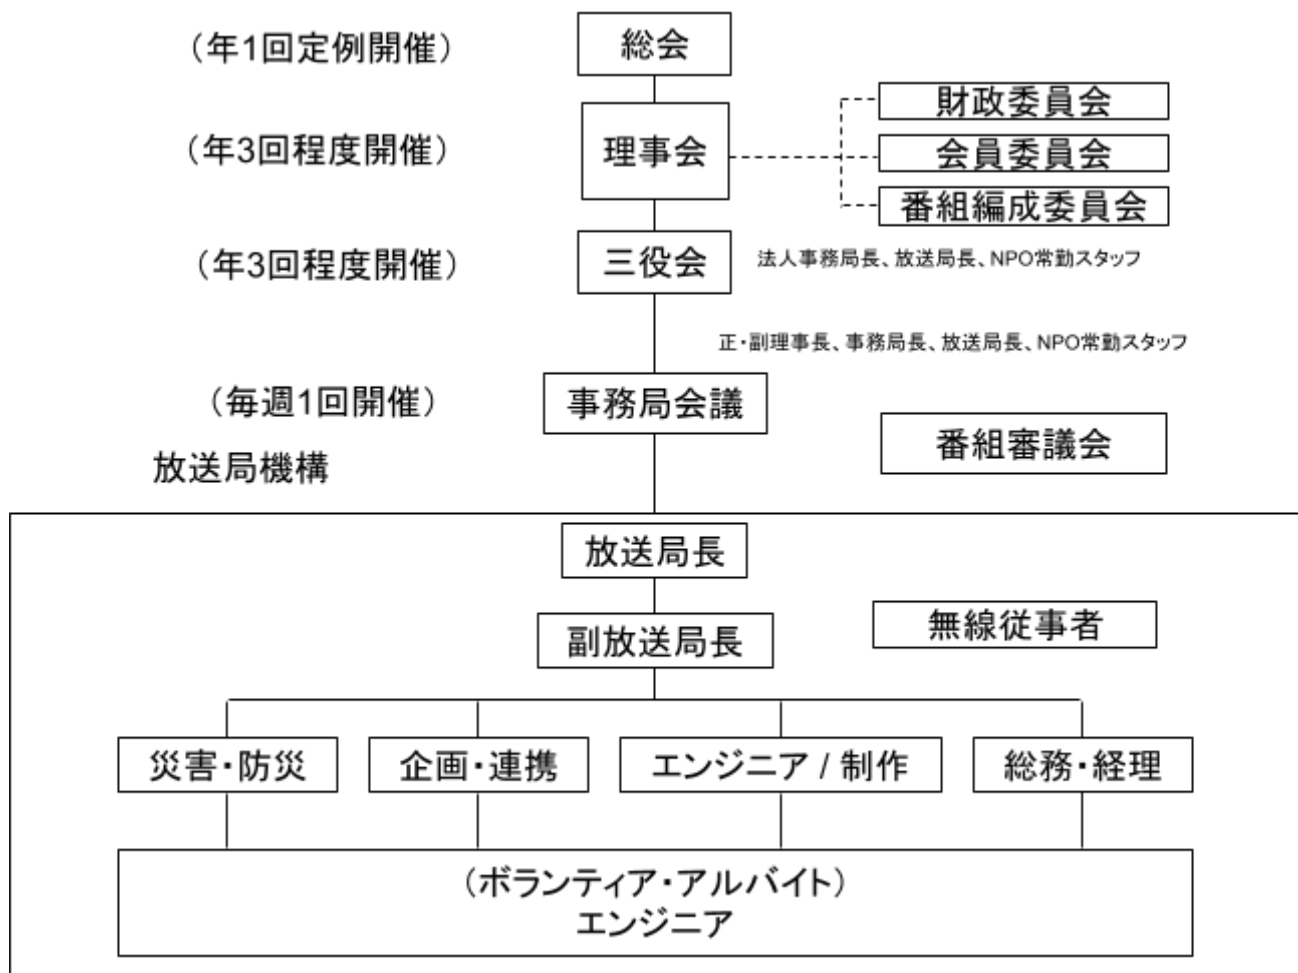 （年1回定例開催）
総会
財政委員会
（年3回程度開催）
理事会
会員委員会
番組編成委員会
（年3回程度開催）
三役会
法人事務局長、放送局長、NPO常勤スタッフ
正・副理事長、事務局長、放送局長、NPO常勤スタッフ
（毎週1回開催）
事務局会議
番組審議会
放送局機構
放送局長
無線従事者
副放送局長
災害・防災
企画・連携
エンジニア / 制作
総務・経理
（ボランティア・アルバイト）
エンジニア